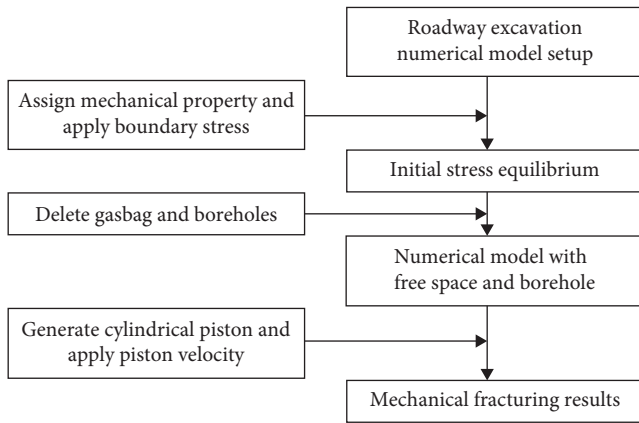 Roadway excavation
numerical model setup
Assign mechanical property and
apply boundary stress
Initial stress equilibrium
Delete gasbag and boreholes
Numerical model with
free space and borehole
Generate cylindrical piston and
apply piston velocity
Mechanical fracturing results